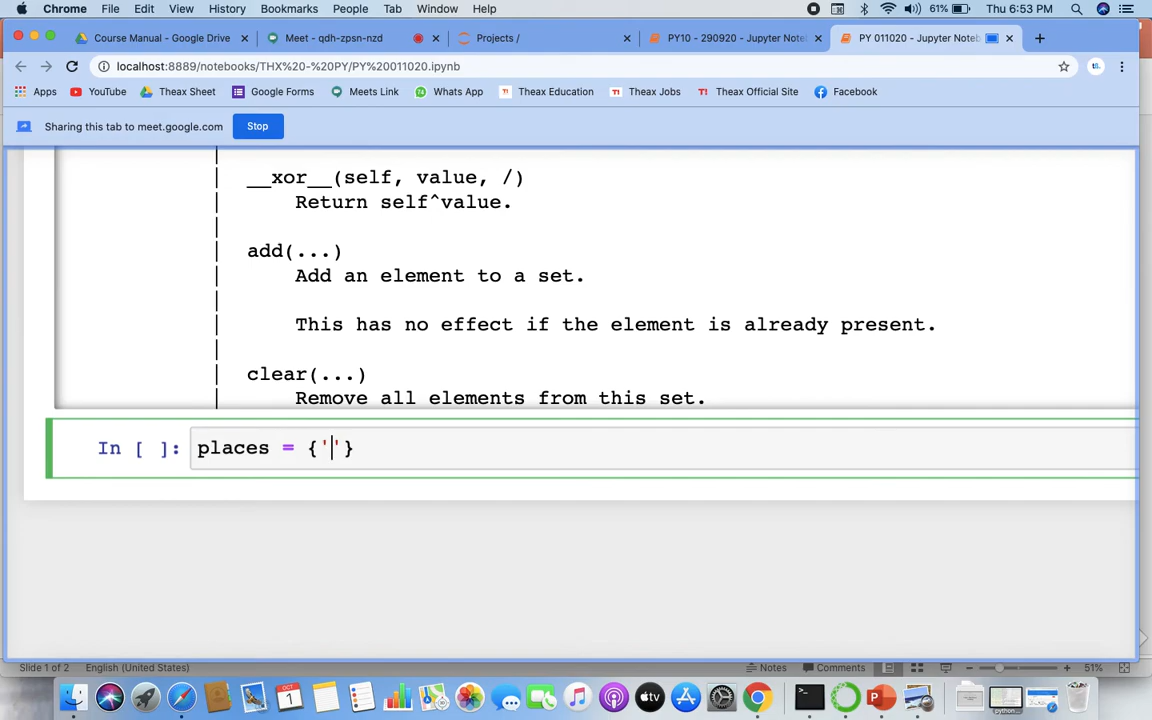 Chrome File Edit View History Bookmarks People Tab Window Help 61% Thu 6:53 PM
Course Manual - Google Drive Meet - qdh-zpsn-nzd Projects / PY10 - 290920 - Jupyter Note PY 011020 - Jupyter Noteb
localhost:8889/notebooks/THX%20-%20PY/PY%20011020.ipynb
Apps YouTube Theax Sheet Google Forms Meets Link Whats App Theax Education Theax Jobs Theax Official Site Facebook
Sharing this tab to meet.google.com Stop
| __xor__(self, value, /)
| Return self^value.
|
| add(...)
| Add an element to a set.
|
| This has no effect if the element is already present.
|
| clear(...)
| Remove all elements from this set.
In [ ]: places = {''}
Slide 1 of 2 English (United States) Notes Comments 51%
OCT
1
tv